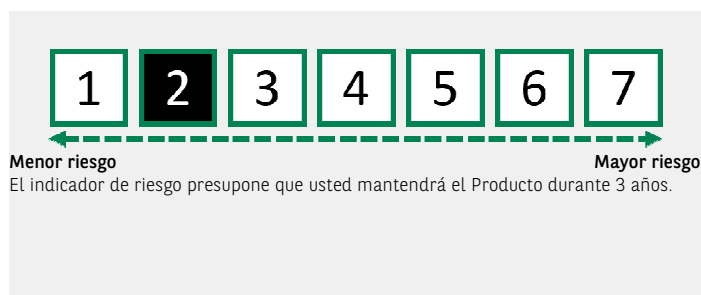 1 2 3 4 5 6 7
Menor riesgo Mayor riesgo
El indicador de riesgo presupone que usted mantendrá el Producto durante 3 años.